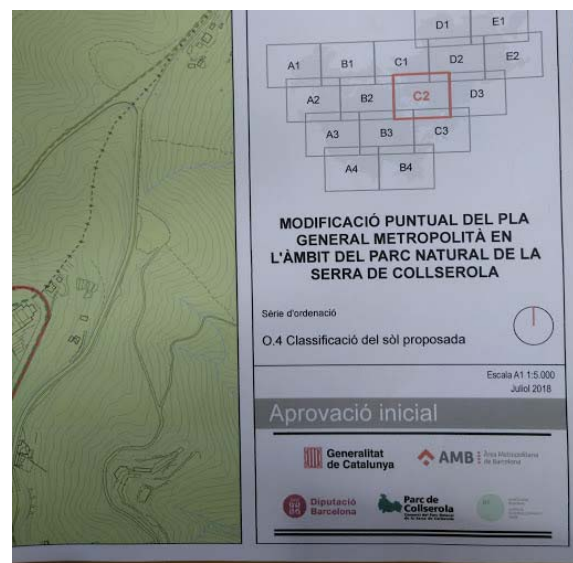 D1 E1
A1 B1 C1 D2 E2
A2 B2 C2 D3
A3 B3 C3
A4 B4
MODIFICACIÓ PUNTUAL DEL PLA
GENERAL METROPOLITÀ EN
L'ÀMBIT DEL PARC NATURAL DE LA
SERRA DE COLLSEROLA
Sèrie d'ordenació
O.4 Classificació del sòl proposada
Escala A1 1:5.000
Juliol 2018
Aprovació inicial
Generalitat
de Catalunya
AMB
Àrea Metropolitana
de Barcelona
Diputació
Barcelona
Parc de
Collserola